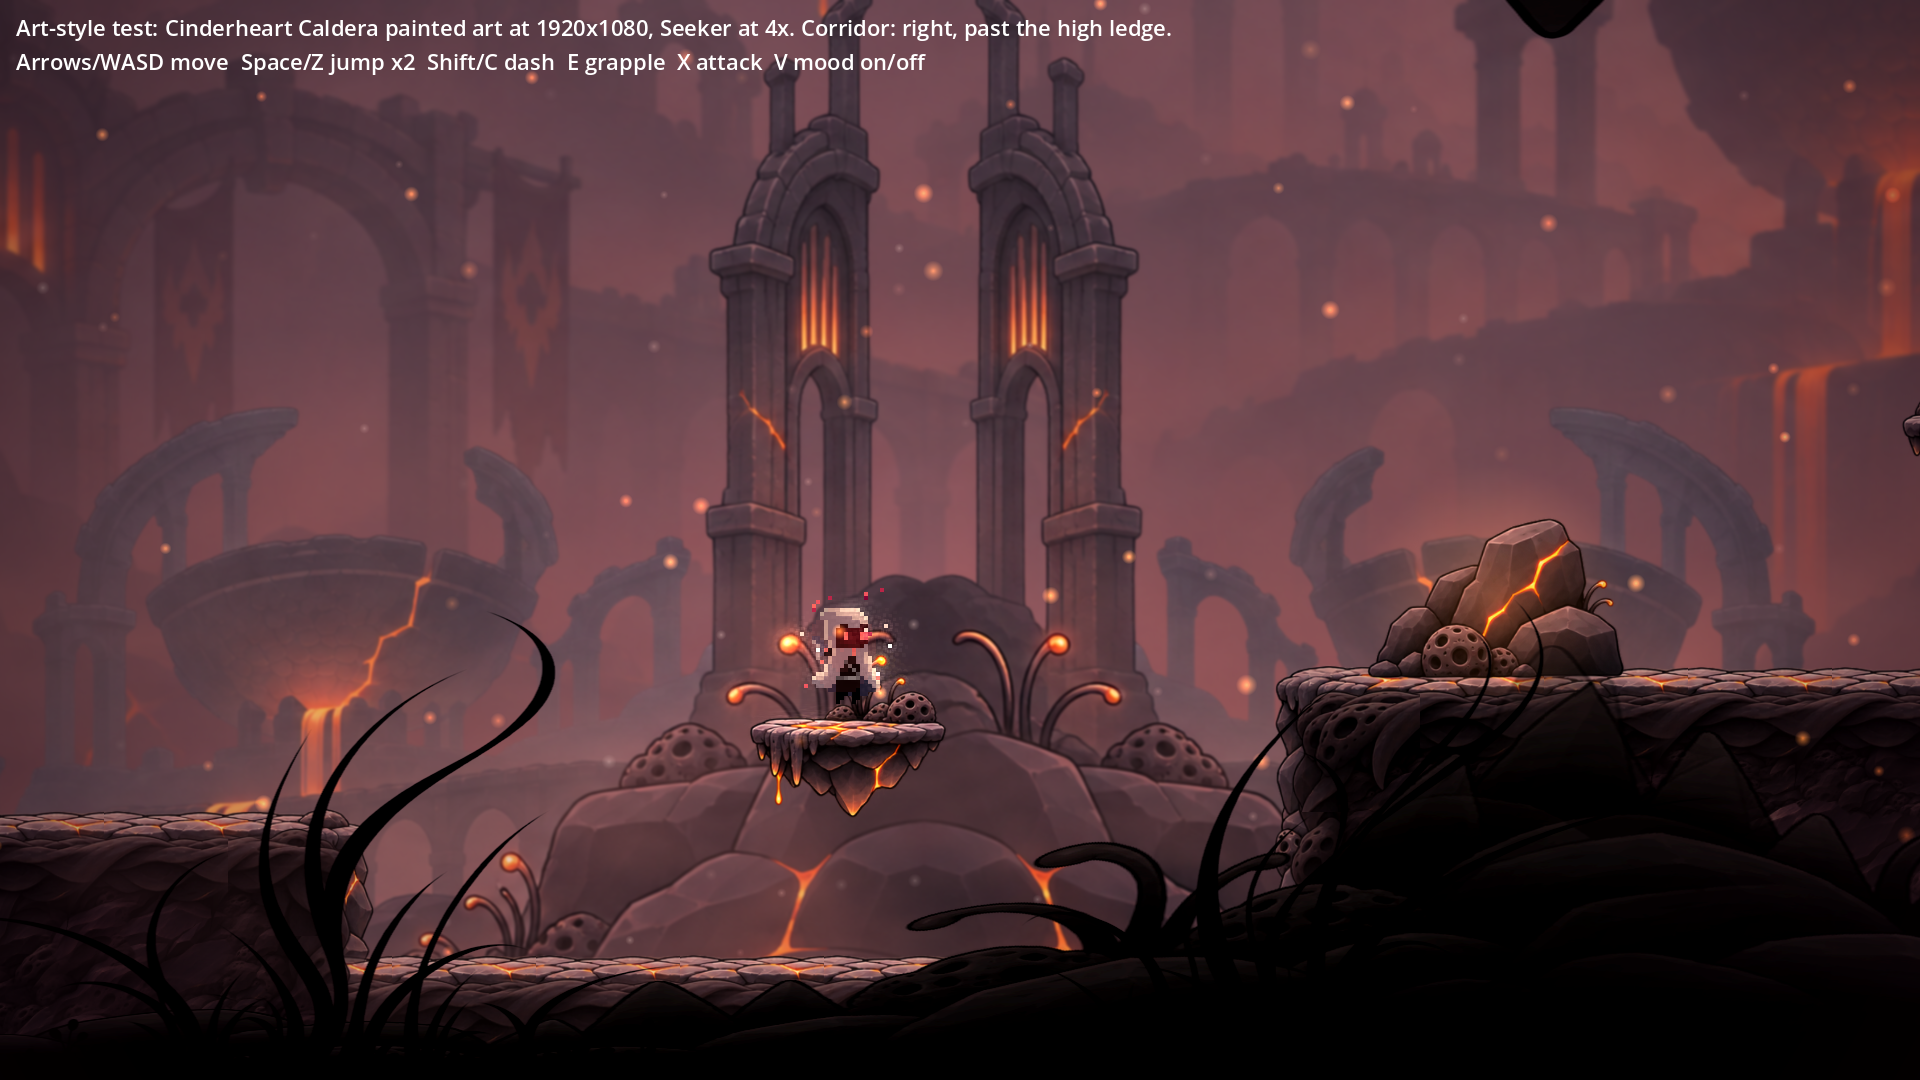 Art-style test: Cinderheart Caldera painted art at 1920x1080, Seeker at 4x. Corridor: right, past the high ledge.
Arrows/WASD move  Space/Z jump x2  Shift/C dash  E grapple  X attack  V mood on/off